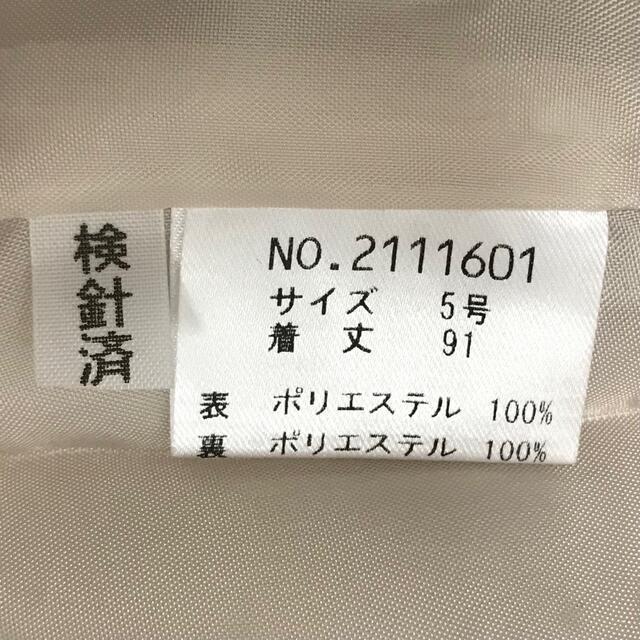 検針済
NO.2111601
サイズ 5号
着丈 91
表 ポリエステル 100%
裏 ポリエステル 100%